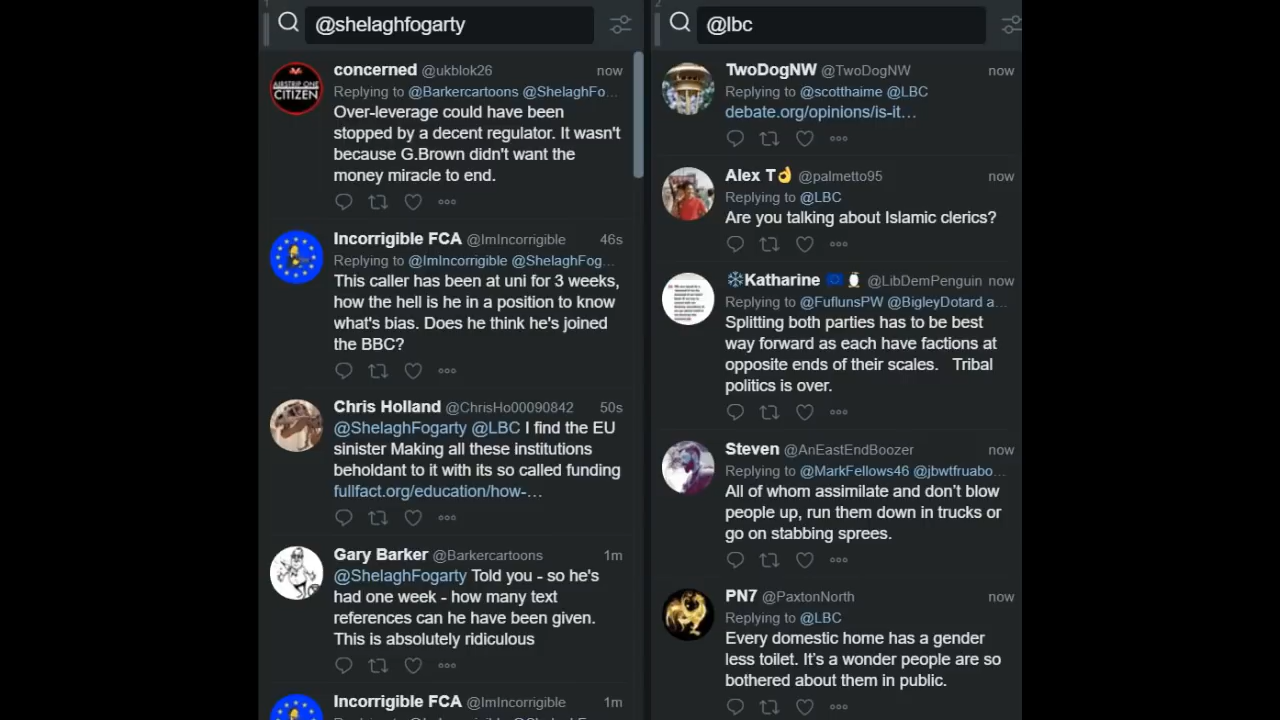 1
@shelaghfogarty
concerned @ukblok26 now
AIRSTRIP ONE
CITIZEN
Replying to @Barkercartoons @ShelaghFo...
Over-leverage could have been
stopped by a decent regulator. It wasn't
because G.Brown didn't want the
money miracle to end.
Incorrigible FCA @ImIncorrigible 46s
Replying to @ImIncorrigible @ShelaghFog...
This caller has been at uni for 3 weeks,
how the hell is he in a position to know
what's bias. Does he think he's joined
the BBC?
Chris Holland @ChrisHo00090842 50s
@ShelaghFogarty @LBC I find the EU
sinister Making all these institutions
beholdant to it with its so called funding
fullfact.org/education/how-...
Gary Barker @Barkercartoons 1m
@ShelaghFogarty Told you - so he's
had one week - how many text
references can he have been given.
This is absolutely ridiculous
Incorrigible FCA @ImIncorrigible 1m
2
@lbc
TwoDogNW @TwoDogNW now
Replying to @scotthaime @LBC
debate.org/opinions/is-it...
Alex T👌 @palmetto95 now
Replying to @LBC
Are you talking about Islamic clerics?
❄Katharine 🇪🇺 🐧 @LibDemPenguin now
Replying to @FuflunsPW @BigleyDotard a...
Splitting both parties has to be best
way forward as each have factions at
opposite ends of their scales. Tribal
politics is over.
Steven @AnEastEndBoozer now
Replying to @MarkFellows46 @jbwtfruabo...
All of whom assimilate and don't blow
people up, run them down in trucks or
go on stabbing sprees.
PN7 @PaxtonNorth now
Replying to @LBC
Every domestic home has a gender
less toilet. It's a wonder people are so
bothered about them in public.